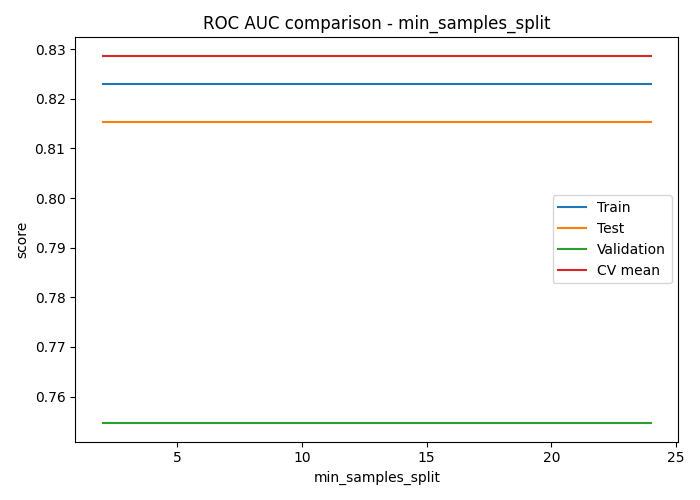 ROC AUC comparison - min_samples_split
0.83
0.82
0.81
0.80
0.79
0.78
0.77
0.76
score
Train
Test
Validation
CV mean
5
10
15
20
25
min_samples_split